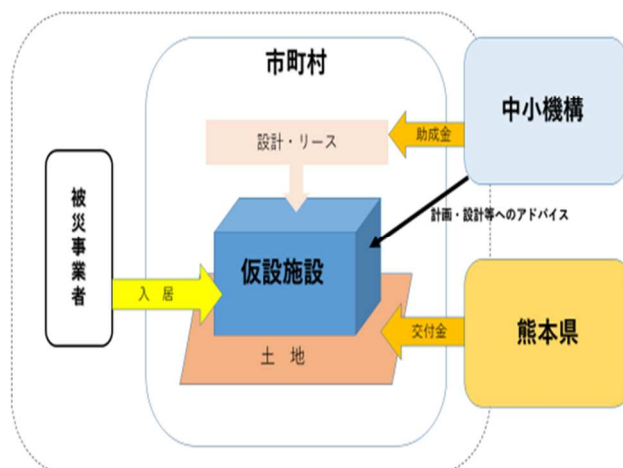 市町村
中小機構
設計・リース
助成金
被災事業者
計画・設計等へのアドバイス
仮設施設
入 居
交付金
熊本県
土 地